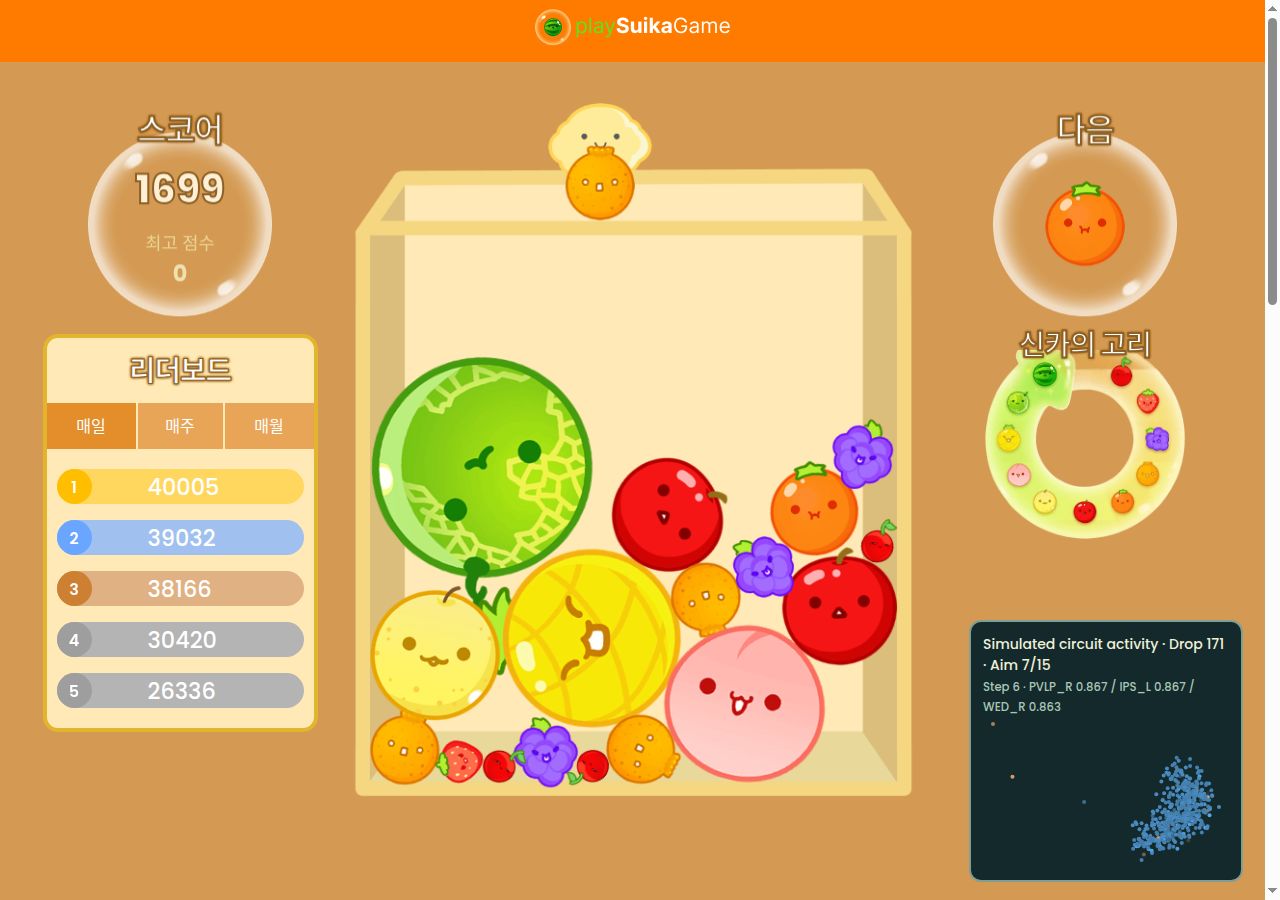 playSuikaGame
스코어
1699
최고 점수
0
다음
신카의 고리
리더보드
매일 매주 매월
1 40005
2 39032
3 38166
4 30420
5 26336
Simulated circuit activity · Drop 171
· Aim 7/15
Step 6 · PVLP_R 0.867 / IPS_L 0.867 /
WED_R 0.863